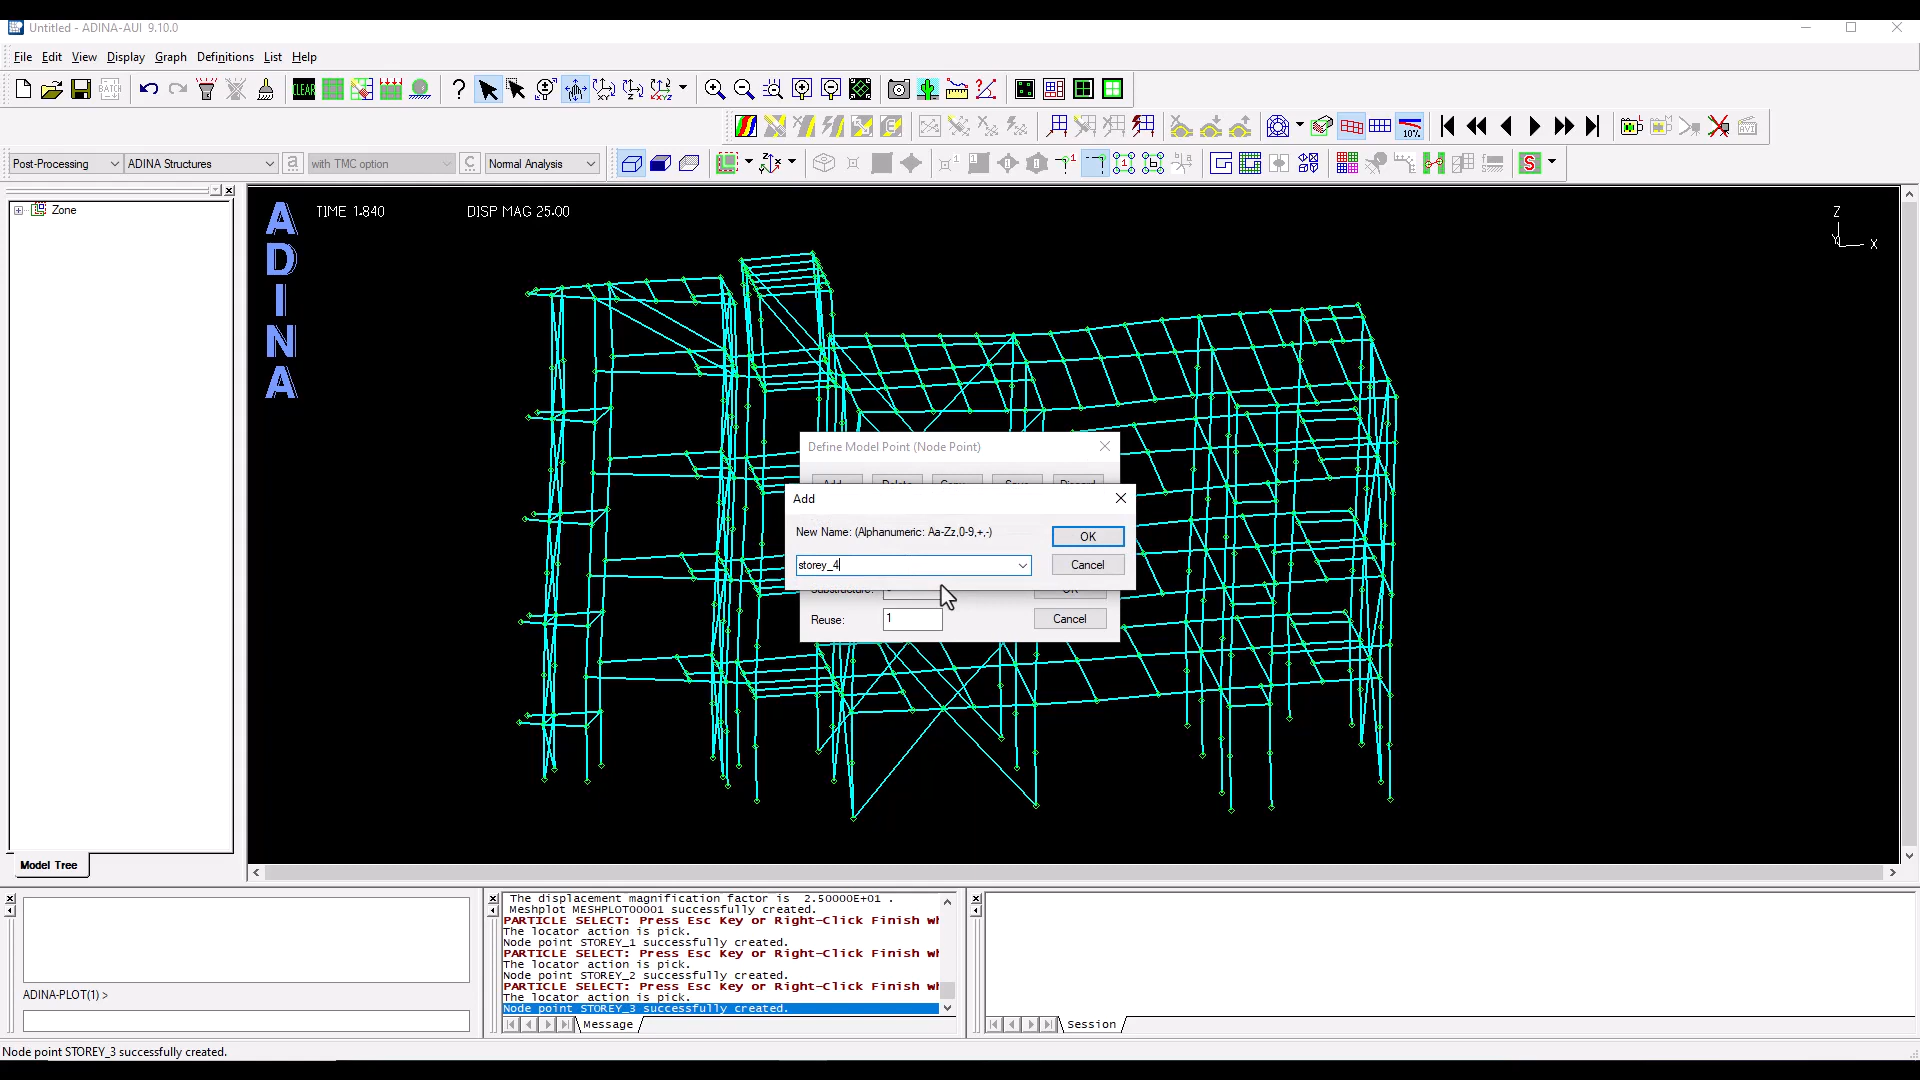 Untitled - ADINA-AUI 9.10.0
File Edit View Display Graph Definitions List Help
BATCH
CLEAR
10%
AVI
Post-Processing ADINA Structures a with TMC option C Normal Analysis
S
Zone
ADINA
TIME 1.840 DISP MAG 25.00
Z
Y X
Define Model Point (Node Point)
Add
New Name: (Alphanumeric: Aa-Zz,0-9,+,-)
OK
storey_4
Cancel
Reuse: 1
Cancel
Model Tree
The displacement magnification factor is 2.50000E+01 .
Meshplot MESHPLOT00001 successfully created.
PARTICLE SELECT: Press Esc Key or Right-Click Finish wh
The locator action is pick.
Node point STOREY_1 successfully created.
PARTICLE SELECT: Press Esc Key or Right-Click Finish wh
The locator action is pick.
Node point STOREY_2 successfully created.
PARTICLE SELECT: Press Esc Key or Right-Click Finish wh
The locator action is pick.
Node point STOREY_3 successfully created.
ADINA-PLOT(1) >
Message
Session
Node point STOREY_3 successfully created.